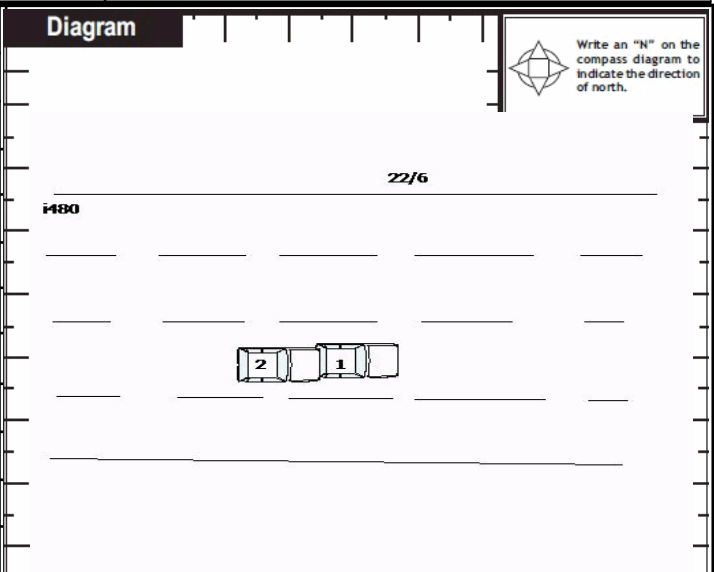 Diagram
Write an “N” on the
compass diagram to
indicate the direction
of north.
22/6
i480
2
1